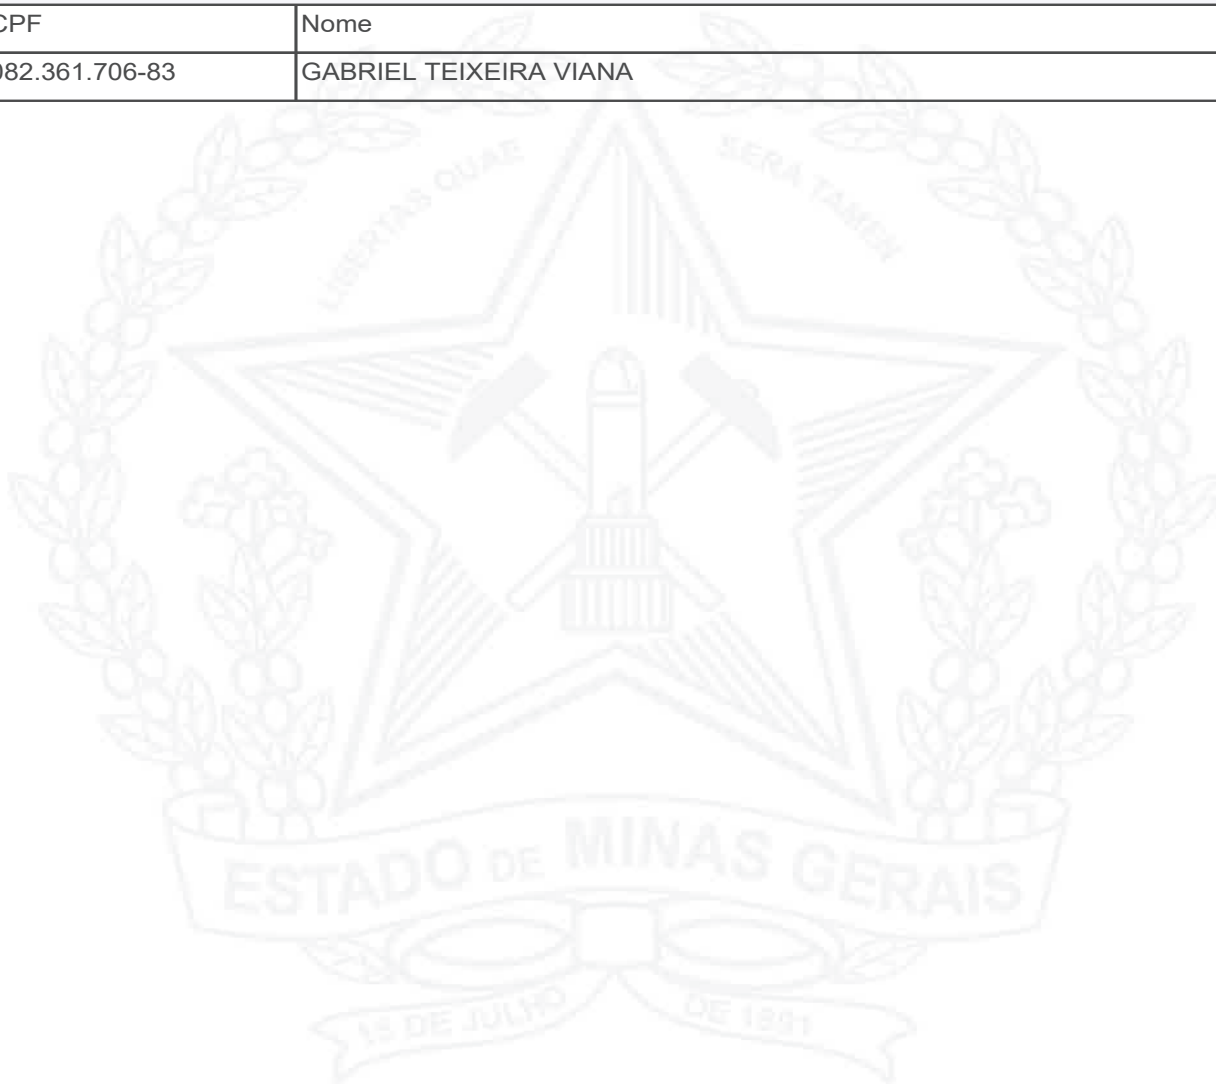 CPF Nome
082.361.706-83 GABRIEL TEIXEIRA VIANA
LIBERTAS QUAE SERA TAMEN
ESTADO DE MINAS GERAIS
15 DE JULHO DE 1891